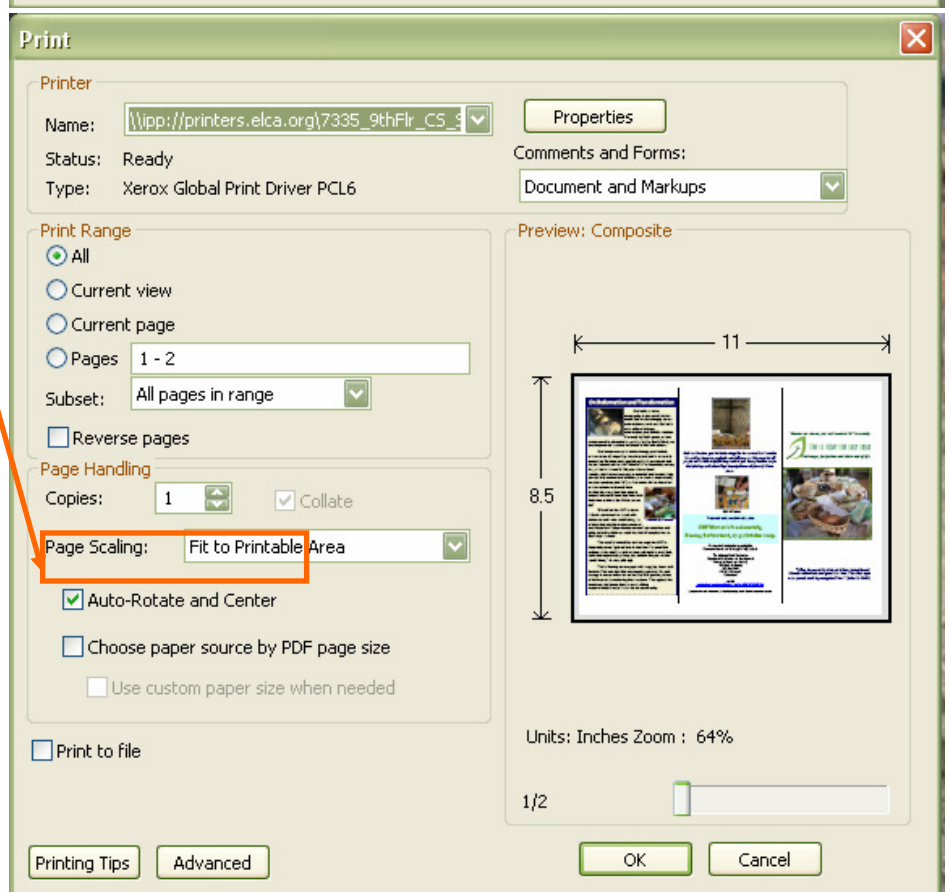 Print
Printer
Name: \\ipp://printers.elca.org\7335_9thFlr_CS_S
Properties
Status: Ready
Comments and Forms:
Type: Xerox Global Print Driver PCL6
Document and Markups
Print Range
All
Current view
Current page
Pages 1 - 2
Subset: All pages in range
Reverse pages
Page Handling
Copies: 1 Collate
Page Scaling: Fit to Printable Area
Auto-Rotate and Center
Choose paper source by PDF page size
Use custom paper size when needed
Print to file
Preview: Composite
11
8.5
Units: Inches Zoom : 64%
1/2
Printing Tips
Advanced
OK
Cancel